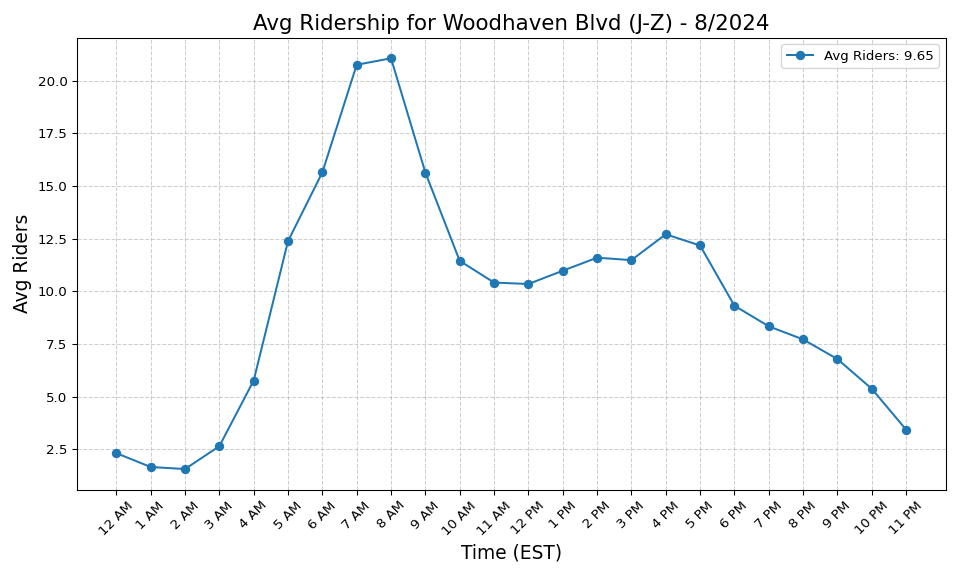 Avg Ridership for Woodhaven Blvd (J-Z) - 8/2024
Avg Riders: 9.65
Avg Riders
20.0
17.5
15.0
12.5
10.0
7.5
5.0
2.5
12 AM
1 AM
2 AM
3 AM
4 AM
5 AM
6 AM
7 AM
8 AM
9 AM
10 AM
11 AM
12 PM
1 PM
2 PM
3 PM
4 PM
5 PM
6 PM
7 PM
8 PM
9 PM
10 PM
11 PM
Time (EST)